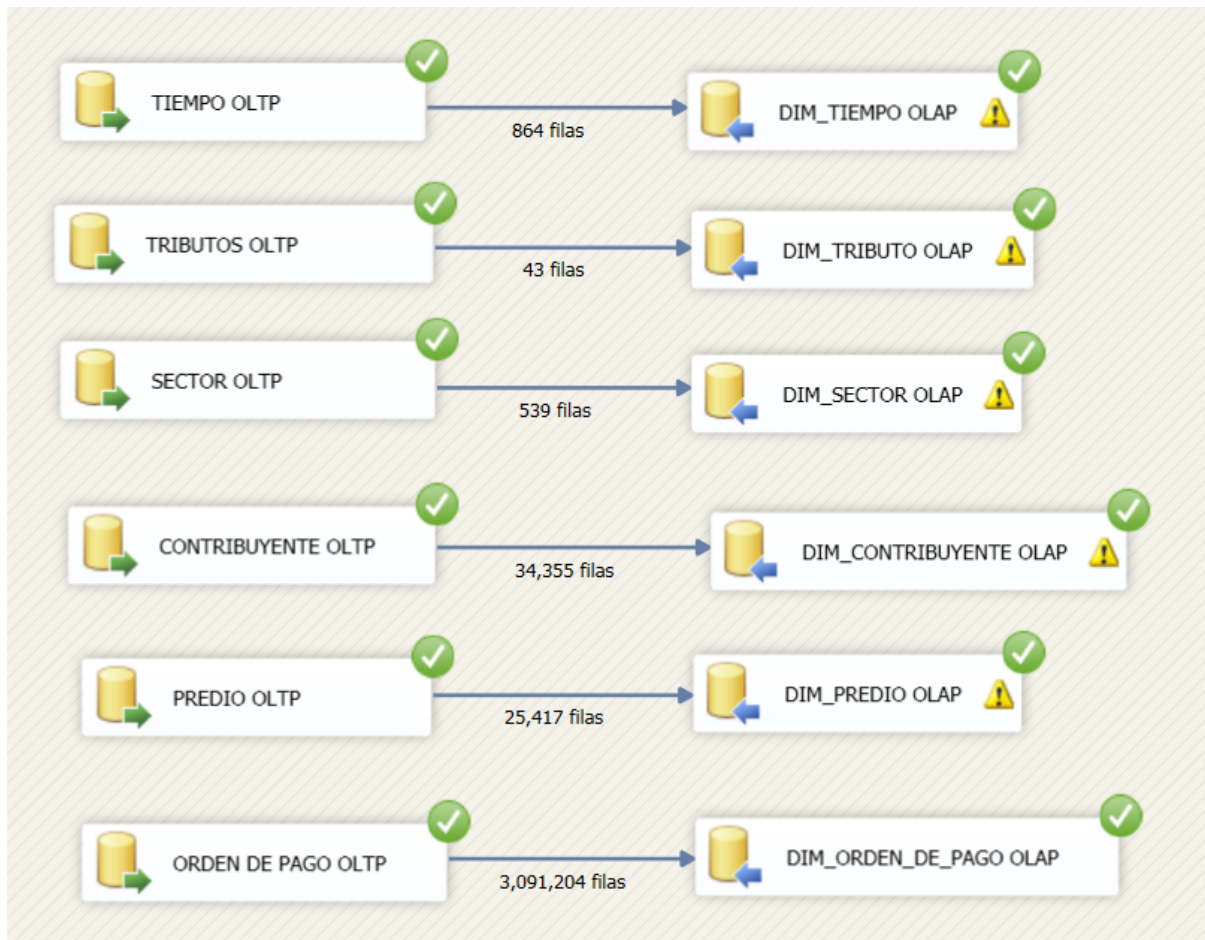 TIEMPO OLTP
864 filas
DIM_TIEMPO OLAP
TRIBUTOS OLTP
43 filas
DIM_TRIBUTO OLAP
SECTOR OLTP
539 filas
DIM_SECTOR OLAP
CONTRIBUYENTE OLTP
34,355 filas
DIM_CONTRIBUYENTE OLAP
PREDIO OLTP
25,417 filas
DIM_PREDIO OLAP
ORDEN DE PAGO OLTP
3,091,204 filas
DIM_ORDEN_DE_PAGO OLAP